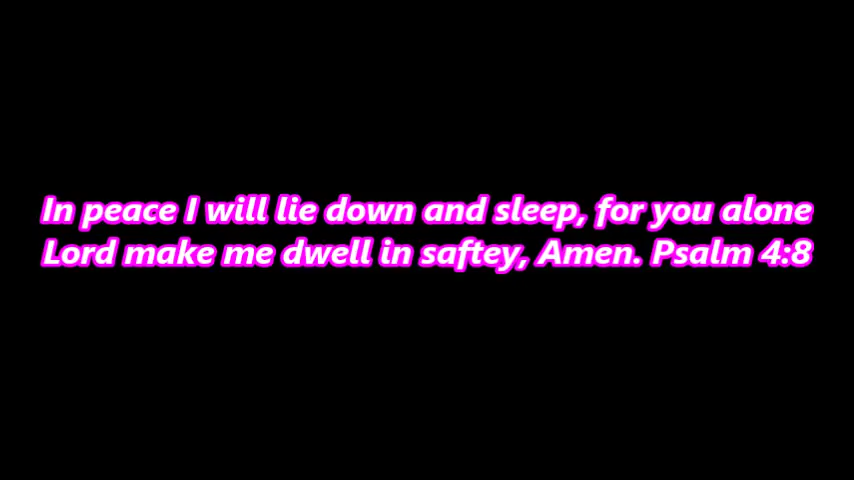 In peace I will lie down and sleep, for you alone
Lord make me dwell in saftey, Amen. Psalm 4:8